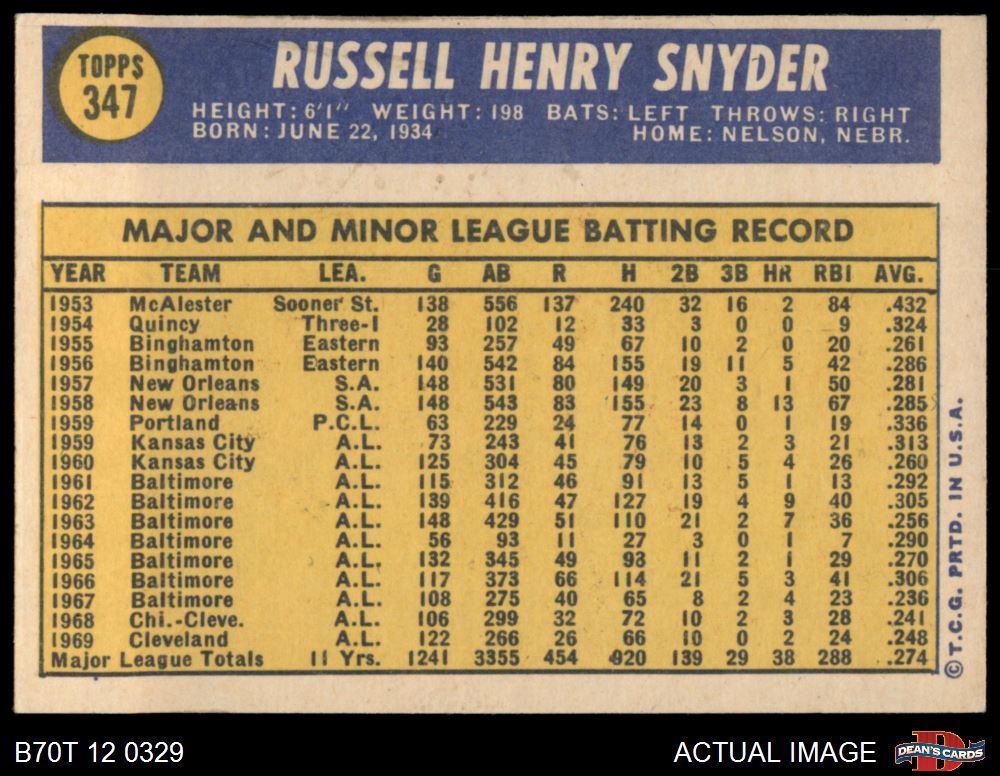 TOPPS
347
RUSSELL HENRY SNYDER
HEIGHT: 6'1" WEIGHT: 198 BATS: LEFT THROWS: RIGHT
BORN: JUNE 22, 1934 HOME: NELSON, NEBR.
MAJOR AND MINOR LEAGUE BATTING RECORD
YEAR TEAM LEA. G AB R H 2B 3B HR RBI AVG.
1953 McAlester Sooner St. 138 556 137 240 32 16 2 84 .432
1954 Quincy Three-I 28 102 12 33 3 0 0 9 .324
1955 Binghamton Eastern 93 257 49 67 10 2 0 20 .261
1956 Binghamton Eastern 140 542 84 155 19 11 5 42 .286
1957 New Orleans S.A. 148 531 80 149 20 3 1 50 .281
1958 New Orleans S.A. 148 543 83 155 23 8 13 67 .285
1959 Portland P.C.L. 63 229 24 77 14 0 1 19 .336
1959 Kansas City A.L. 73 243 41 76 13 2 3 21 .313
1960 Kansas City A.L. 125 304 45 79 10 5 4 26 .260
1961 Baltimore A.L. 115 312 46 91 13 5 1 13 .292
1962 Baltimore A.L. 139 416 47 127 19 4 9 40 .305
1963 Baltimore A.L. 148 429 51 110 21 2 7 36 .256
1964 Baltimore A.L. 56 93 11 27 3 0 1 7 .290
1965 Baltimore A.L. 132 345 49 93 11 2 1 29 .270
1966 Baltimore A.L. 117 373 66 114 21 5 3 41 .306
1967 Baltimore A.L. 108 275 40 65 8 2 4 23 .236
1968 Chi.-Cleve. A.L. 106 299 32 72 10 2 3 28 .241
1969 Cleveland A.L. 122 266 26 66 10 0 2 24 .248
Major League Totals 11 Yrs. 1241 3355 454 920 139 29 38 288 .274
© T.C.G. PRTD. IN U.S.A.
B70T 12 0329 ACTUAL IMAGE DEAN'S CARDS